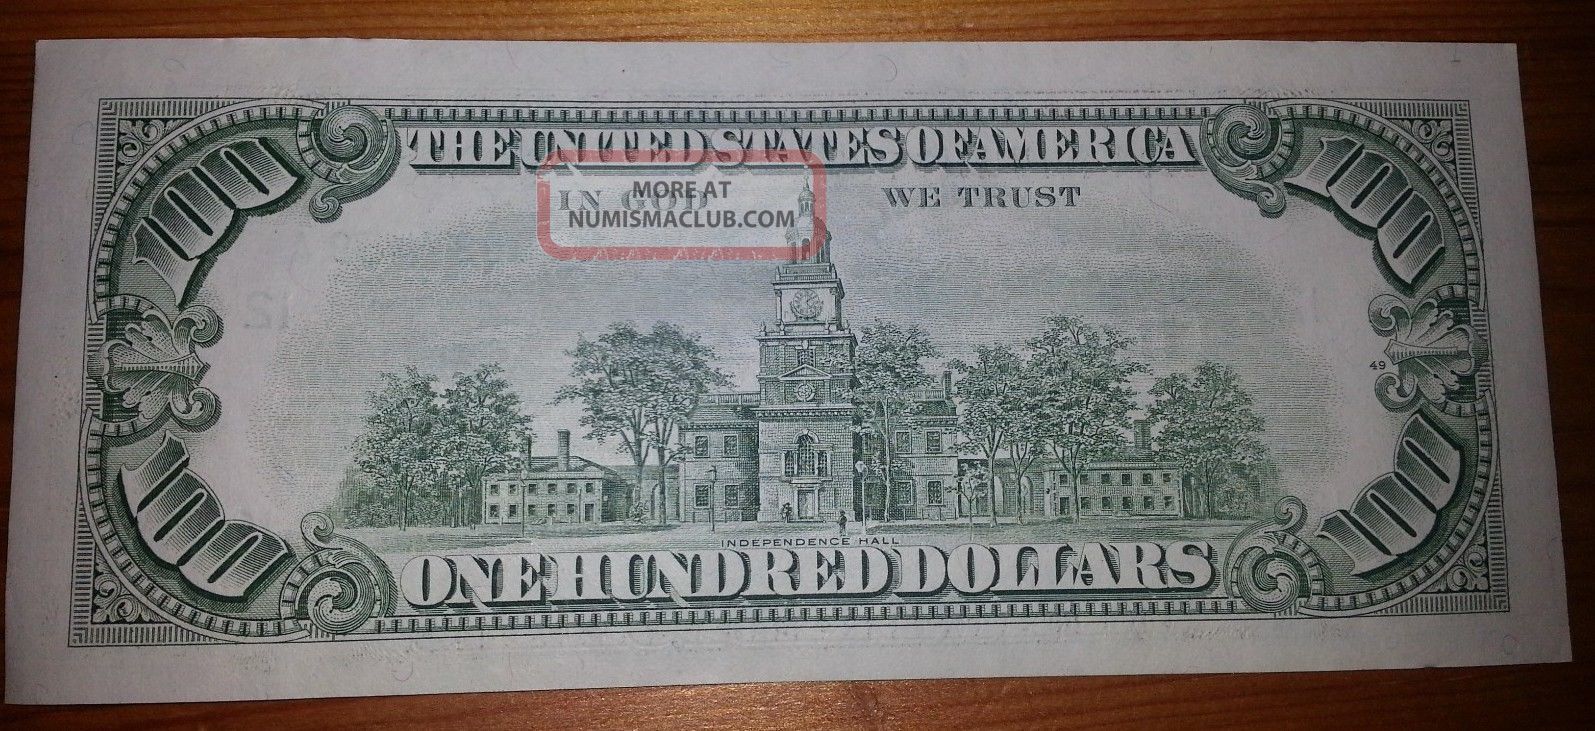 THE UNITED STATES OF AMERICA
IN GOD WE TRUST
MORE AT
NUMISMACLUB.COM
100
100
12
49
100
100
INDEPENDENCE HALL
ONE HUNDRED DOLLARS